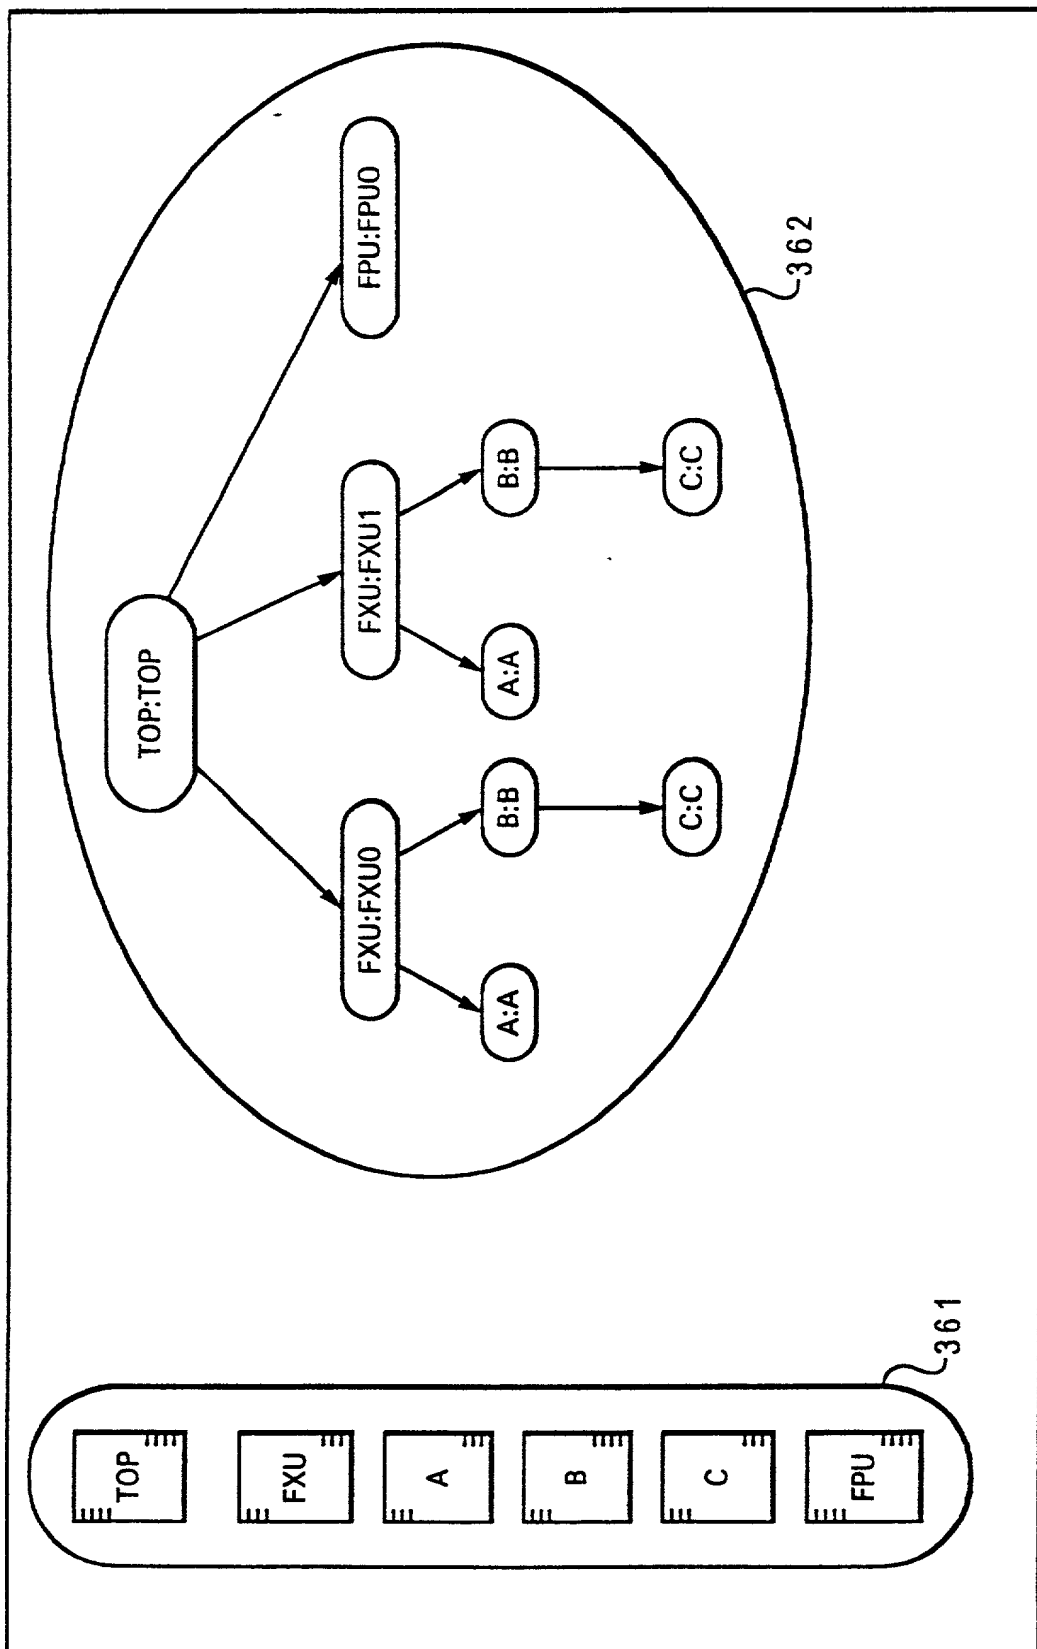 TOP
FXU
A
B
C
FPU
361
TOP:TOP
FXU:FXU0
FXU:FXU1
FPU:FPU0
A:A
B:B
A:A
B:B
C:C
C:C
362